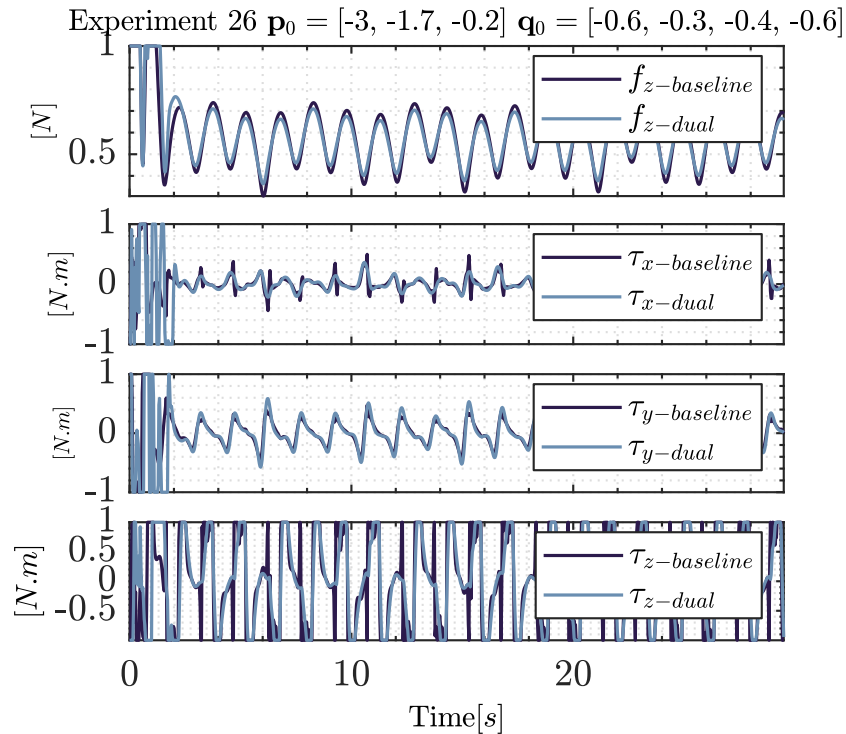 Experiment 26 p₀ = [-3, -1.7, -0.2] q₀ = [-0.6, -0.3, -0.4, -0.6]
1
0.5
[N]
f_{z−baseline}
f_{z−dual}
1
0
-1
[N.m]
τ_{x−baseline}
τ_{x−dual}
1
0
-1
[N.m]
τ_{y−baseline}
τ_{y−dual}
1
0.5
0
-0.5
[N.m]
τ_{z−baseline}
τ_{z−dual}
0 10 20
Time[s]